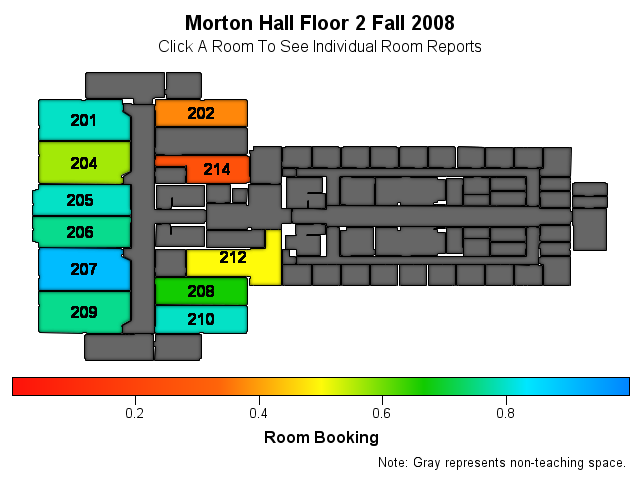 Morton Hall Floor 2 Fall 2008
Click A Room To See Individual Room Reports
201
202
204
214
205
206
212
207
208
209
210
0.2 0.4 0.6 0.8
Room Booking
Note: Gray represents non-teaching space.